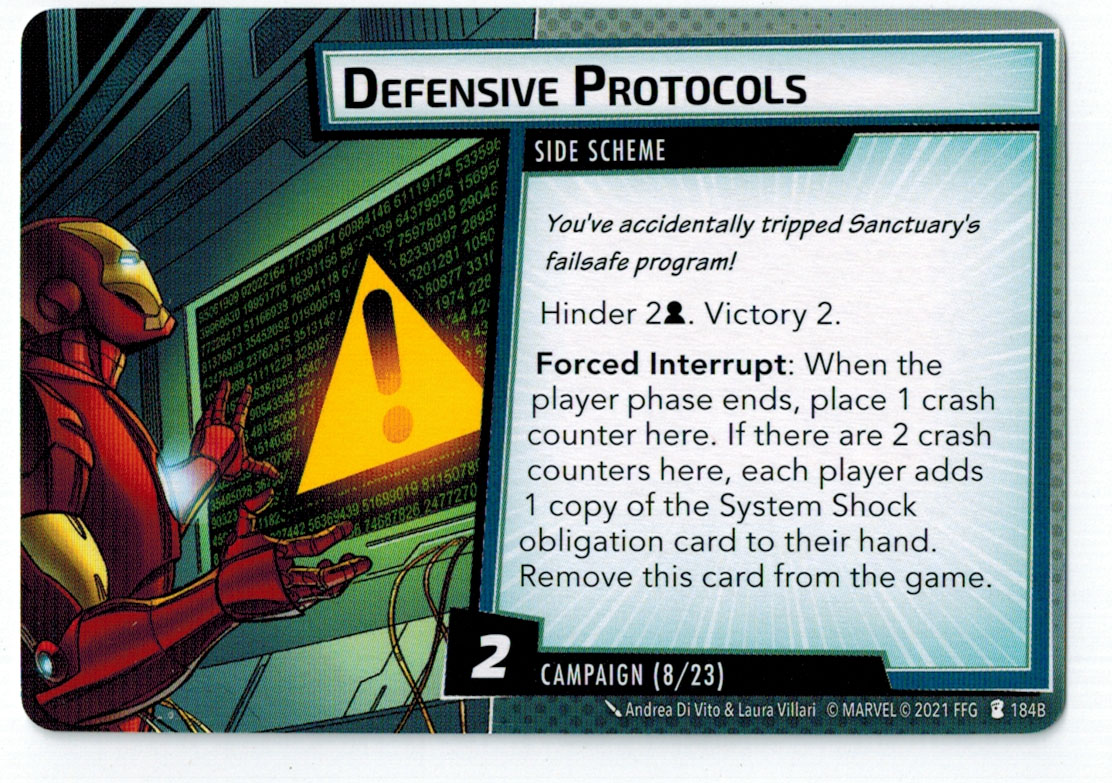 DEFENSIVE PROTOCOLS
SIDE SCHEME
You've accidentally tripped Sanctuary's
failsafe program!
Hinder 2. Victory 2.
Forced Interrupt: When the
player phase ends, place 1 crash
counter here. If there are 2 crash
counters here, each player adds
1 copy of the System Shock
obligation card to their hand.
Remove this card from the game.
2
CAMPAIGN (8/23)
Andrea Di Vito & Laura Villari © MARVEL © 2021 FFG 184B